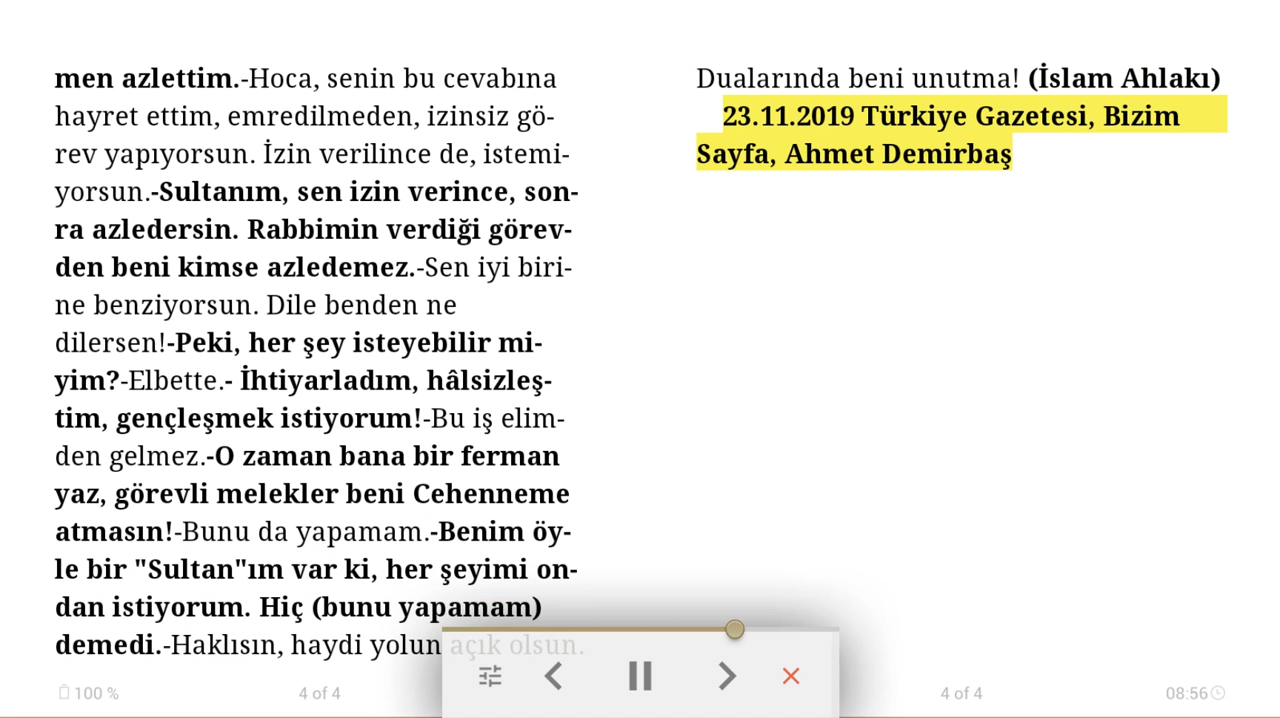 men azlettim.-Hoca, senin bu cevabına
hayret ettim, emredilmeden, izinsiz gö-
rev yapıyorsun. İzin verilince de, istemi-
yorsun.-Sultanım, sen izin verince, son-
ra azledersin. Rabbimin verdiği görev-
den beni kimse azledemez.-Sen iyi biri-
ne benziyorsun. Dile benden ne
dilersen!-Peki, her şey isteyebilir mi-
yim?-Elbette.- İhtiyarladım, hâlsizleş-
tim, gençleşmek istiyorum!-Bu iş elim-
den gelmez.-O zaman bana bir ferman
yaz, görevli melekler beni Cehenneme
atmasın!-Bunu da yapamam.-Benim öy-
le bir "Sultan"ım var ki, her şeyimi on-
dan istiyorum. Hiç (bunu yapamam)
demedi.-Haklısın, haydi yolun açık olsun.
Dualarında beni unutma! (İslam Ahlakı)
23.11.2019 Türkiye Gazetesi, Bizim
Sayfa, Ahmet Demirbaş
100 %
4 of 4
4 of 4
08:56